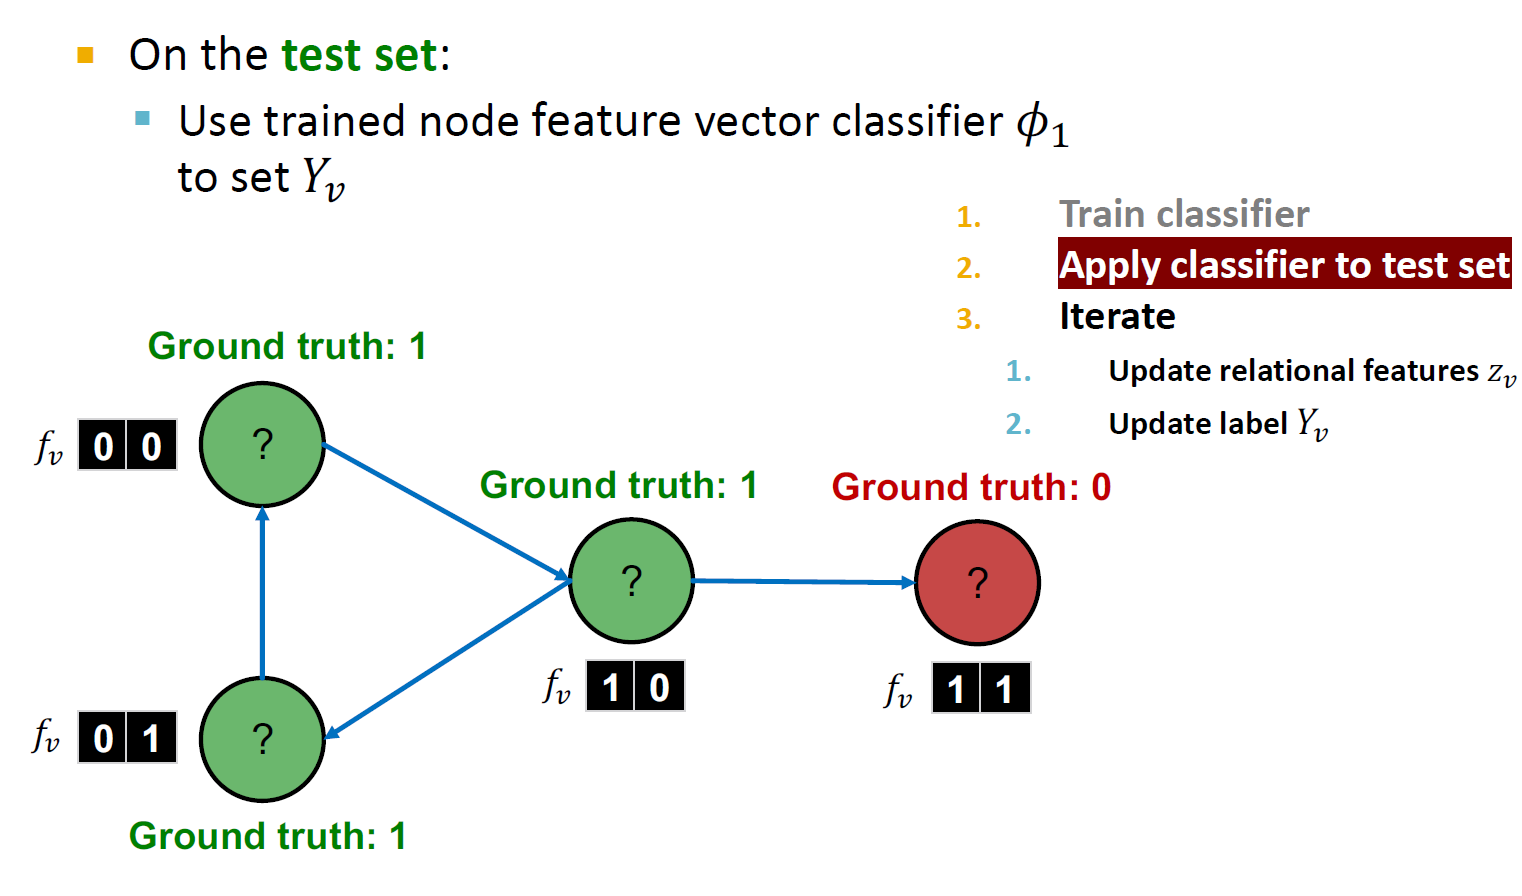 On the test set:
Use trained node feature vector classifier ϕ₁
to set Yᵥ
1. Train classifier
2. Apply classifier to test set
3. Iterate
1. Update relational features zᵥ
2. Update label Yᵥ
Ground truth: 1
fᵥ 0 0
?
Ground truth: 1
?
fᵥ 1 0
Ground truth: 0
?
fᵥ 1 1
fᵥ 0 1
?
Ground truth: 1